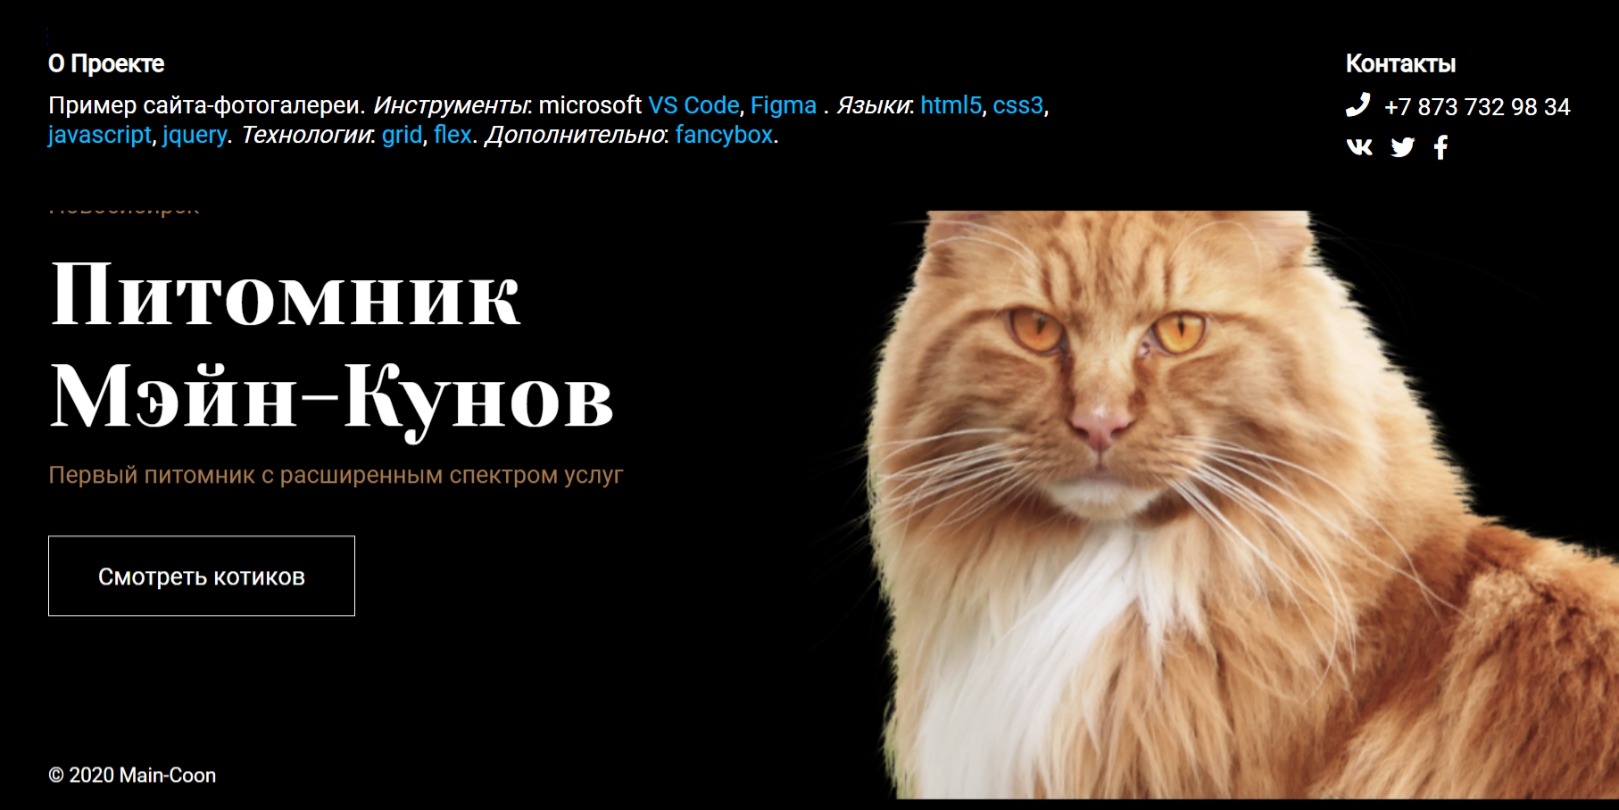 О Проекте
Пример сайта-фотогалереи. Инструменты: microsoft VS Code, Figma . Языки: html5, css3,
javascript, jquery. Технологии: grid, flex. Дополнительно: fancybox.
Контакты
+7 873 732 98 34
Питомник
Мэйн-Кунов
Первый питомник с расширенным спектром услуг
Смотреть котиков
© 2020 Main-Coon